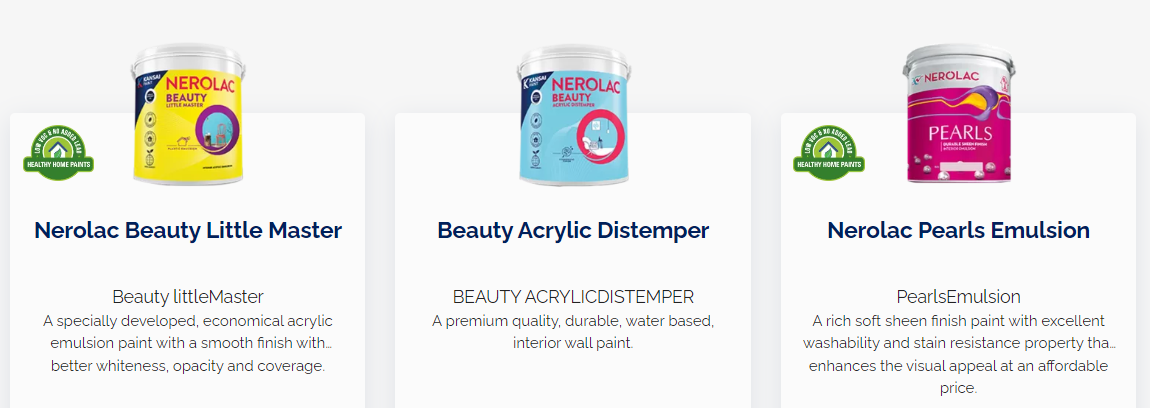 KANSAI
NEROLAC
BEAUTY
LITTLE MASTER
KANSAI
NEROLAC
BEAUTY
ACRYLIC DISTEMPER
NEROLAC
PEARLS
LOW VOC & NO ADDED LEAD
HEALTHY HOME PAINTS
LOW VOC & NO ADDED LEAD
HEALTHY HOME PAINTS
Nerolac Beauty Little Master
Beauty littleMaster
A specially developed, economical acrylic
emulsion paint with a smooth finish with...
better whiteness, opacity and coverage.
Beauty Acrylic Distemper
BEAUTY ACRYLICDISTEMPER
A premium quality, durable, water based,
interior wall paint.
Nerolac Pearls Emulsion
PearlsEmulsion
A rich soft sheen finish paint with excellent
washability and stain resistance property tha...
enhances the visual appeal at an affordable
price.